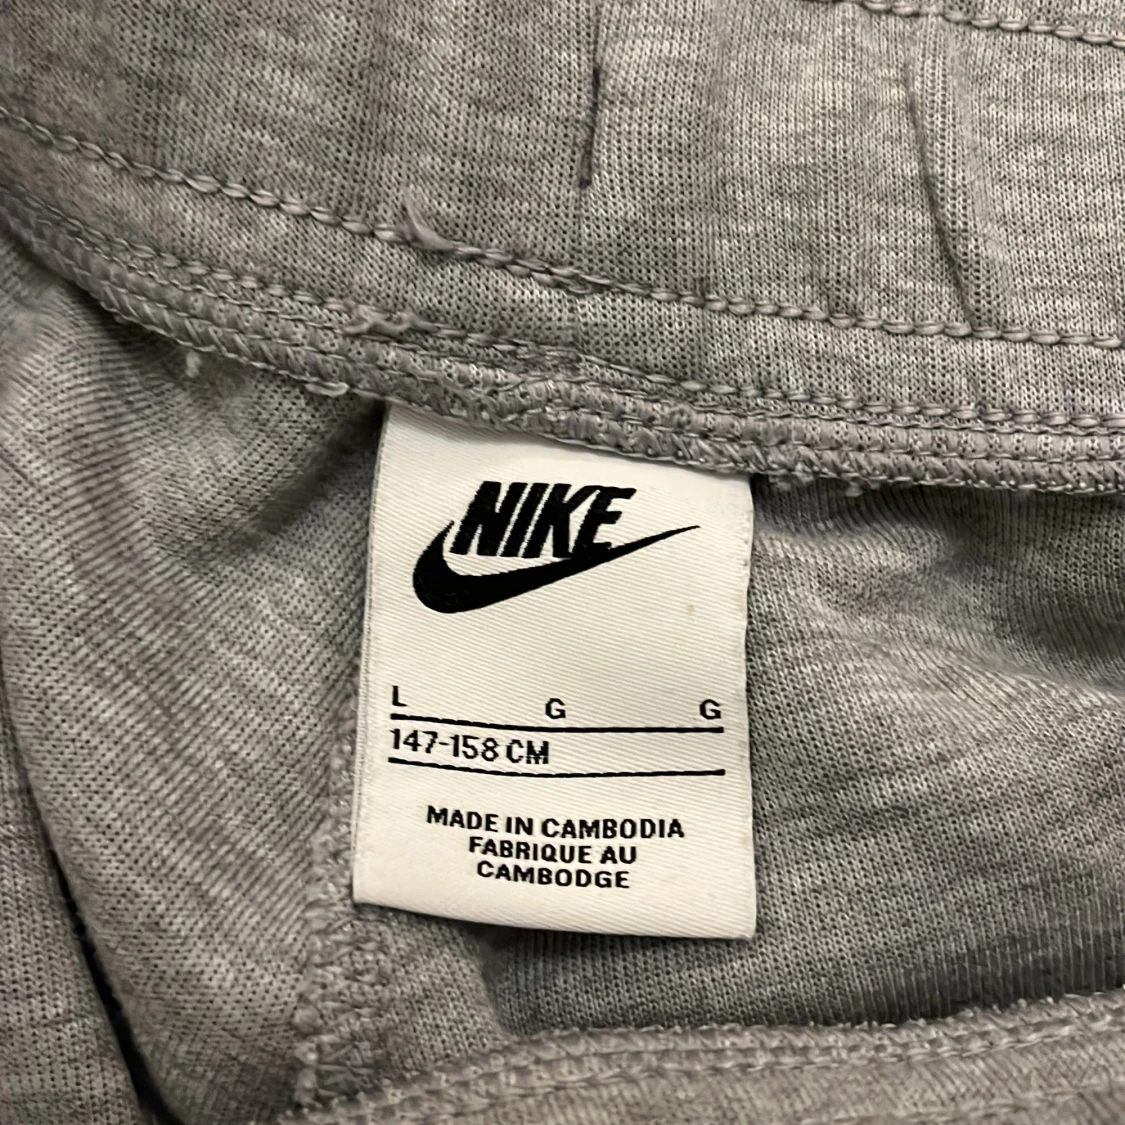 NIKE
L G G
147-158 CM
MADE IN CAMBODIA
FABRIQUE AU
CAMBODGE